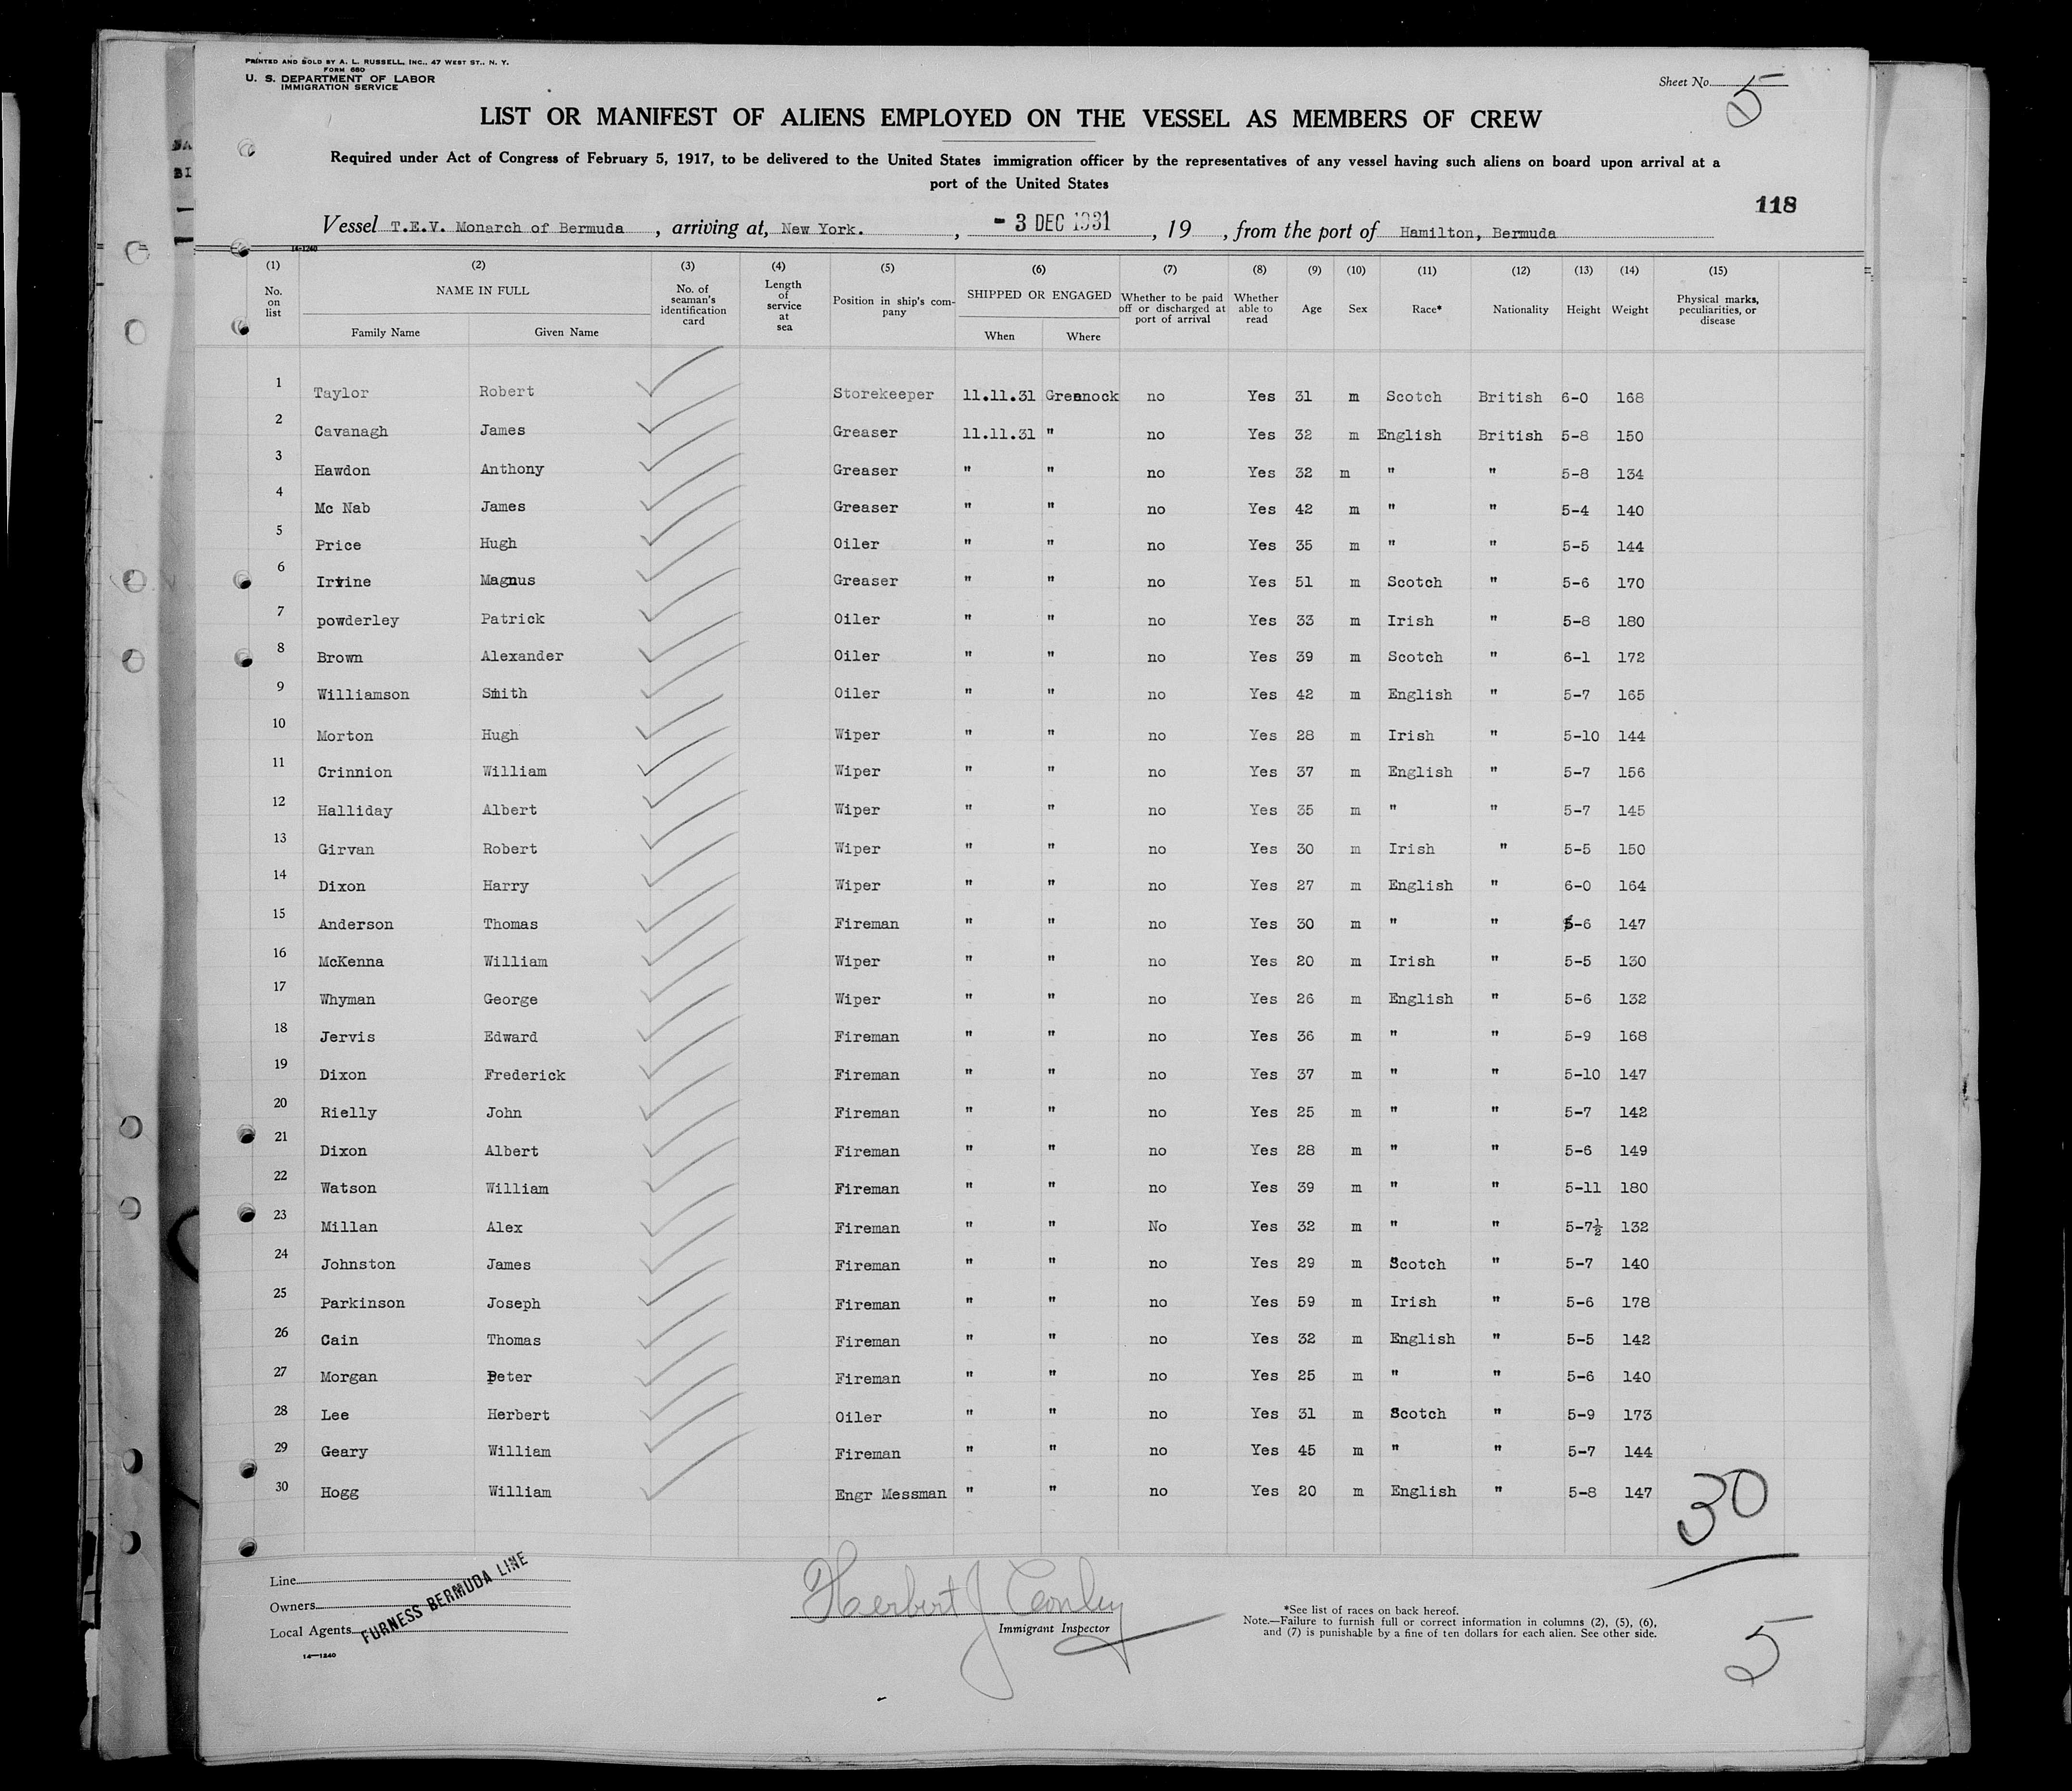 PRINTED AND SOLD BY A. L. RUSSELL, INC., 47 WEST ST., N. Y.
FORM 680
U. S. DEPARTMENT OF LABOR
IMMIGRATION SERVICE
Sheet No. 5
LIST OR MANIFEST OF ALIENS EMPLOYED ON THE VESSEL AS MEMBERS OF CREW
Required under Act of Congress of February 5, 1917, to be delivered to the United States immigration officer by the representatives of any vessel having such aliens on board upon arrival at a
port of the United States
118
Vessel T.E.V. Monarch of Bermuda, arriving at, New York., - 3 DEC 1931, 19 , from the port of Hamilton, Bermuda
14-1240
(1) (2) (3) (4) (5) (6) (7) (8) (9) (10) (11) (12) (13) (14) (15)
No. on list NAME IN FULL Family Name Given Name No. of seaman's identification card Length of service at sea Position in ship's company SHIPPED OR ENGAGED When Where Whether to be paid off or discharged at port of arrival Whether able to read Age Sex Race* Nationality Height Weight Physical marks, peculiarities, or disease
1 Taylor Robert Storekeeper 11.11.31 Greenock no Yes 31 m Scotch British 6-0 168
2 Cavanagh James Greaser 11.11.31 " no Yes 32 m English British 5-8 150
3 Hawdon Anthony Greaser " " no Yes 32 m " " 5-8 134
4 Mc Nab James Greaser " " no Yes 42 m " " 5-4 140
5 Price Hugh Oiler " " no Yes 35 m " " 5-5 144
6 Irvine Magnus Greaser " " no Yes 51 m Scotch " 5-6 170
7 powderley Patrick Oiler " " no Yes 33 m Irish " 5-8 180
8 Brown Alexander Oiler " " no Yes 39 m Scotch " 6-1 172
9 Williamson Smith Oiler " " no Yes 42 m English " 5-7 165
10 Morton Hugh Wiper " " no Yes 28 m Irish " 5-10 144
11 Crinnion William Wiper " " no Yes 37 m English " 5-7 156
12 Halliday Albert Wiper " " no Yes 35 m " " 5-7 145
13 Girvan Robert Wiper " " no Yes 30 m Irish " 5-5 150
14 Dixon Harry Wiper " " no Yes 27 m English " 6-0 164
15 Anderson Thomas Fireman " " no Yes 30 m " " 5-6 147
16 McKenna William Wiper " " no Yes 20 m Irish " 5-5 130
17 Whyman George Wiper " " no Yes 26 m English " 5-6 132
18 Jervis Edward Fireman " " no Yes 36 m " " 5-9 168
19 Dixon Frederick Fireman " " no Yes 37 m " " 5-10 147
20 Rielly John Fireman " " no Yes 25 m " " 5-7 142
21 Dixon Albert Fireman " " no Yes 28 m " " 5-6 149
22 Watson William Fireman " " no Yes 39 m " " 5-11 180
23 Millan Alex Fireman " " No Yes 32 m " " 5-7½ 132
24 Johnston James Fireman " " no Yes 29 m Scotch " 5-7 140
25 Parkinson Joseph Fireman " " no Yes 59 m Irish " 5-6 178
26 Cain Thomas Fireman " " no Yes 32 m English " 5-5 142
27 Morgan Peter Fireman " " no Yes 25 m " " 5-6 140
28 Lee Herbert Oiler " " no Yes 31 m Scotch " 5-9 173
29 Geary William Fireman " " no Yes 45 m " " 5-7 144
30 Hogg William Engr Messman " " no Yes 20 m English " 5-8 147
30
Line
Owners
Local Agents
FURNESS BERMUDA LINE
14-1240
Herbert J Conley
Immigrant Inspector
*See list of races on back hereof.
Note.—Failure to furnish full or correct information in columns (2), (5), (6),
and (7) is punishable by a fine of ten dollars for each alien. See other side.
5